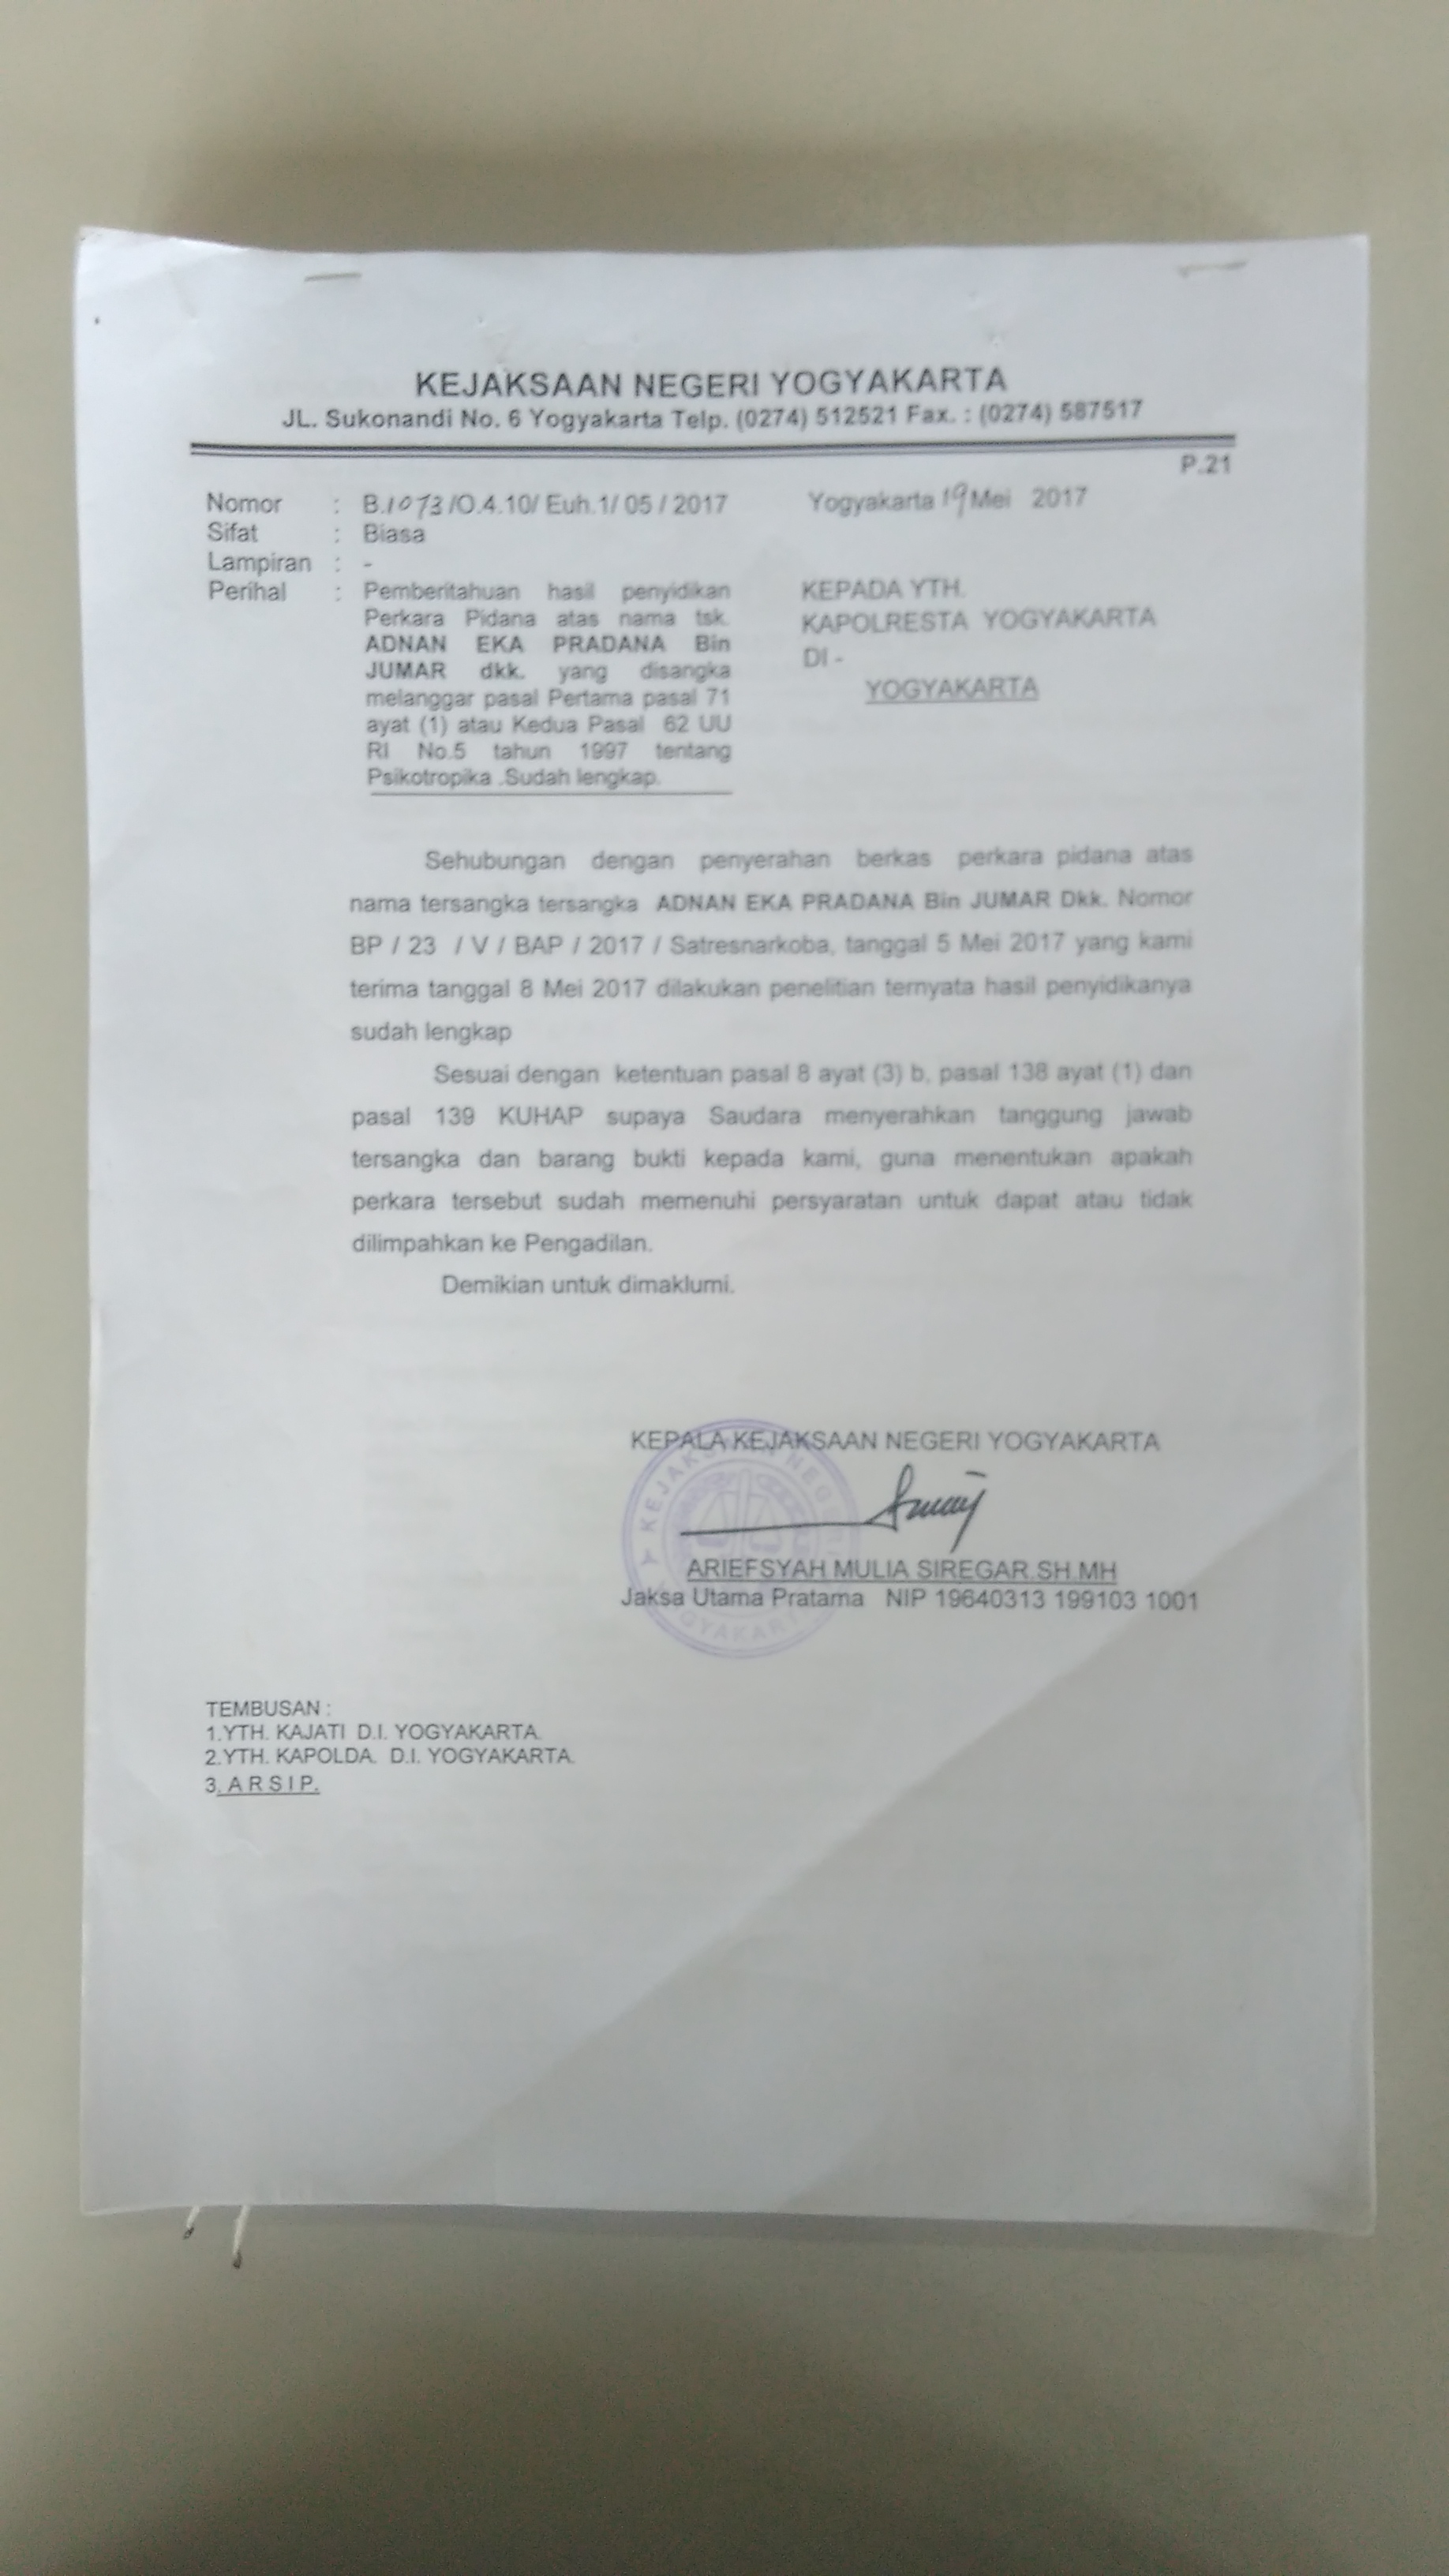 KEJAKSAAN NEGERI YOGYAKARTA
JL. Sukonandi No. 6 Yogyakarta Telp. (0274) 512521 Fax. : (0274) 587517
P.21
Nomor : B.1073/O.4.10/ Euh.1/ 05 / 2017
Sifat : Biasa
Lampiran : -
Perihal : Pemberitahuan hasil penyidikan
Perkara Pidana atas nama tsk.
ADNAN EKA PRADANA Bin
JUMAR dkk. yang disangka
melanggar pasal Pertama pasal 71
ayat (1) atau Kedua Pasal 62 UU
RI No.5 tahun 1997 tentang
Psikotropika .Sudah lengkap.
Yogyakarta 19 Mei 2017
KEPADA YTH.
KAPOLRESTA YOGYAKARTA
DI -
YOGYAKARTA
Sehubungan dengan penyerahan berkas perkara pidana atas
nama tersangka tersangka ADNAN EKA PRADANA Bin JUMAR Dkk. Nomor
BP / 23 / V / BAP / 2017 / Satresnarkoba, tanggal 5 Mei 2017 yang kami
terima tanggal 8 Mei 2017 dilakukan penelitian ternyata hasil penyidikanya
sudah lengkap
Sesuai dengan ketentuan pasal 8 ayat (3) b, pasal 138 ayat (1) dan
pasal 139 KUHAP supaya Saudara menyerahkan tanggung jawab
tersangka dan barang bukti kepada kami, guna menentukan apakah
perkara tersebut sudah memenuhi persyaratan untuk dapat atau tidak
dilimpahkan ke Pengadilan.
Demikian untuk dimaklumi.
KEPALA KEJAKSAAN NEGERI YOGYAKARTA
ARIEFSYAH MULIA SIREGAR.SH.MH
Jaksa Utama Pratama NIP 19640313 199103 1001
TEMBUSAN :
1.YTH. KAJATI D.I. YOGYAKARTA.
2.YTH. KAPOLDA. D.I. YOGYAKARTA.
3. A R S I P.